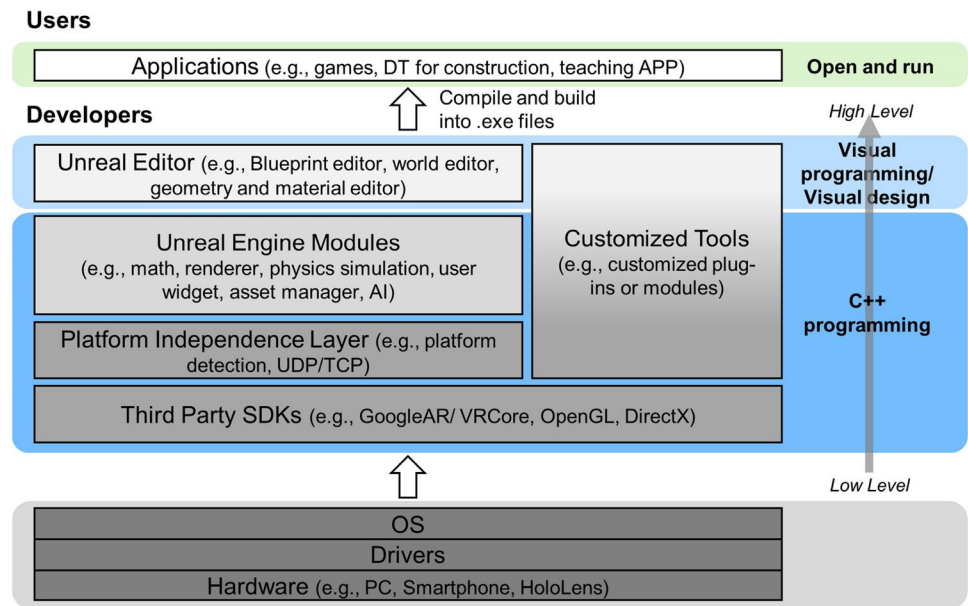 Users
Applications (e.g., games, DT for construction, teaching APP)
Open and run
Compile and build
into .exe files
Developers
High Level
Unreal Editor (e.g., Blueprint editor, world editor,
geometry and material editor)
Visual
programming/
Visual design
Unreal Engine Modules
(e.g., math, renderer, physics simulation, user
widget, asset manager, AI)
Customized Tools
(e.g., customized plug-
ins or modules)
C++
programming
Platform Independence Layer (e.g., platform
detection, UDP/TCP)
Third Party SDKs (e.g., GoogleAR/ VRCore, OpenGL, DirectX)
Low Level
OS
Drivers
Hardware (e.g., PC, Smartphone, HoloLens)